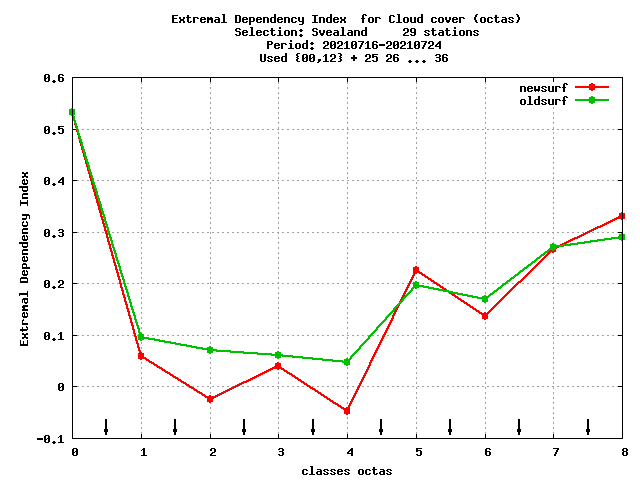 Extremal Dependency Index  for Cloud cover (octas)
Selection: Svealand     29 stations
Period: 20210716-20210724
Used {00,12} + 25 26 ... 36
newsurf
oldsurf
Extremal Dependency Index
0.6
0.5
0.4
0.3
0.2
0.1
0
-0.1
0 1 2 3 4 5 6 7 8
classes octas